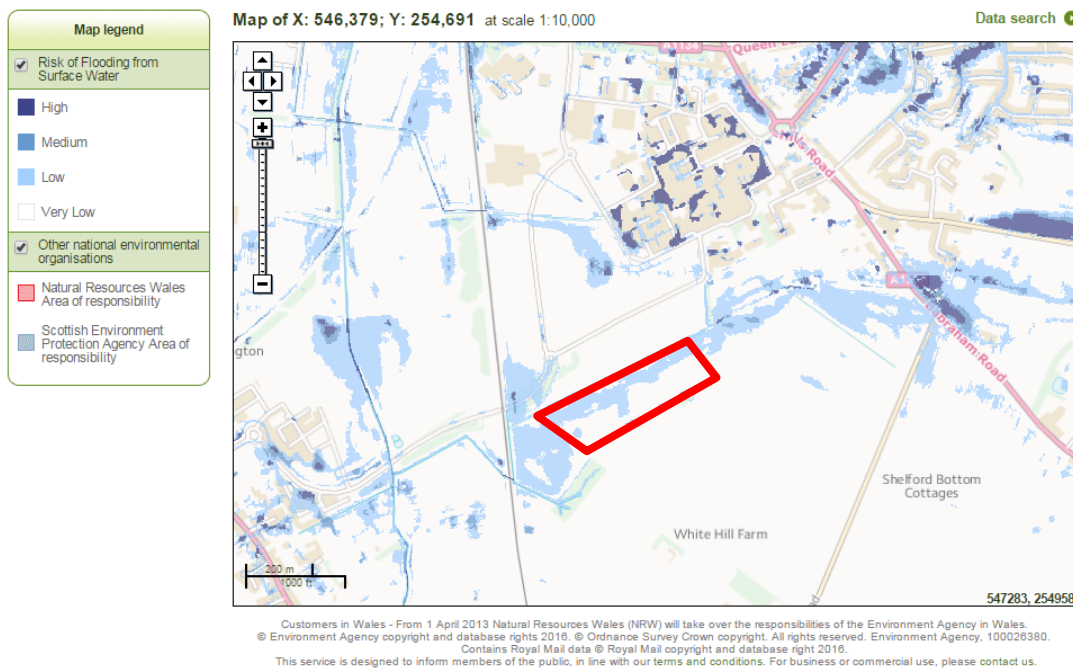 Map legend
Risk of Flooding from
Surface Water
High
Medium
Low
Very Low
Other national environmental
organisations
Natural Resources Wales
Area of responsibility
Scottish Environment
Protection Agency Area of
responsibility
Map of X: 546,379; Y: 254,691 at scale 1:10,000
Data search
Road
A1
Babraham Road
gton
Shelford Bottom
Cottages
White Hill Farm
200 m
1000 ft
547283, 254958
Customers in Wales - From 1 April 2013 Natural Resources Wales (NRW) will take over the responsibilities of the Environment Agency in Wales.
© Environment Agency copyright and database rights 2016. © Ordnance Survey Crown copyright. All rights reserved. Environment Agency, 100026380.
Contains Royal Mail data © Royal Mail copyright and database right 2016.
This service is designed to inform members of the public, in line with our terms and conditions. For business or commercial use, please contact us.